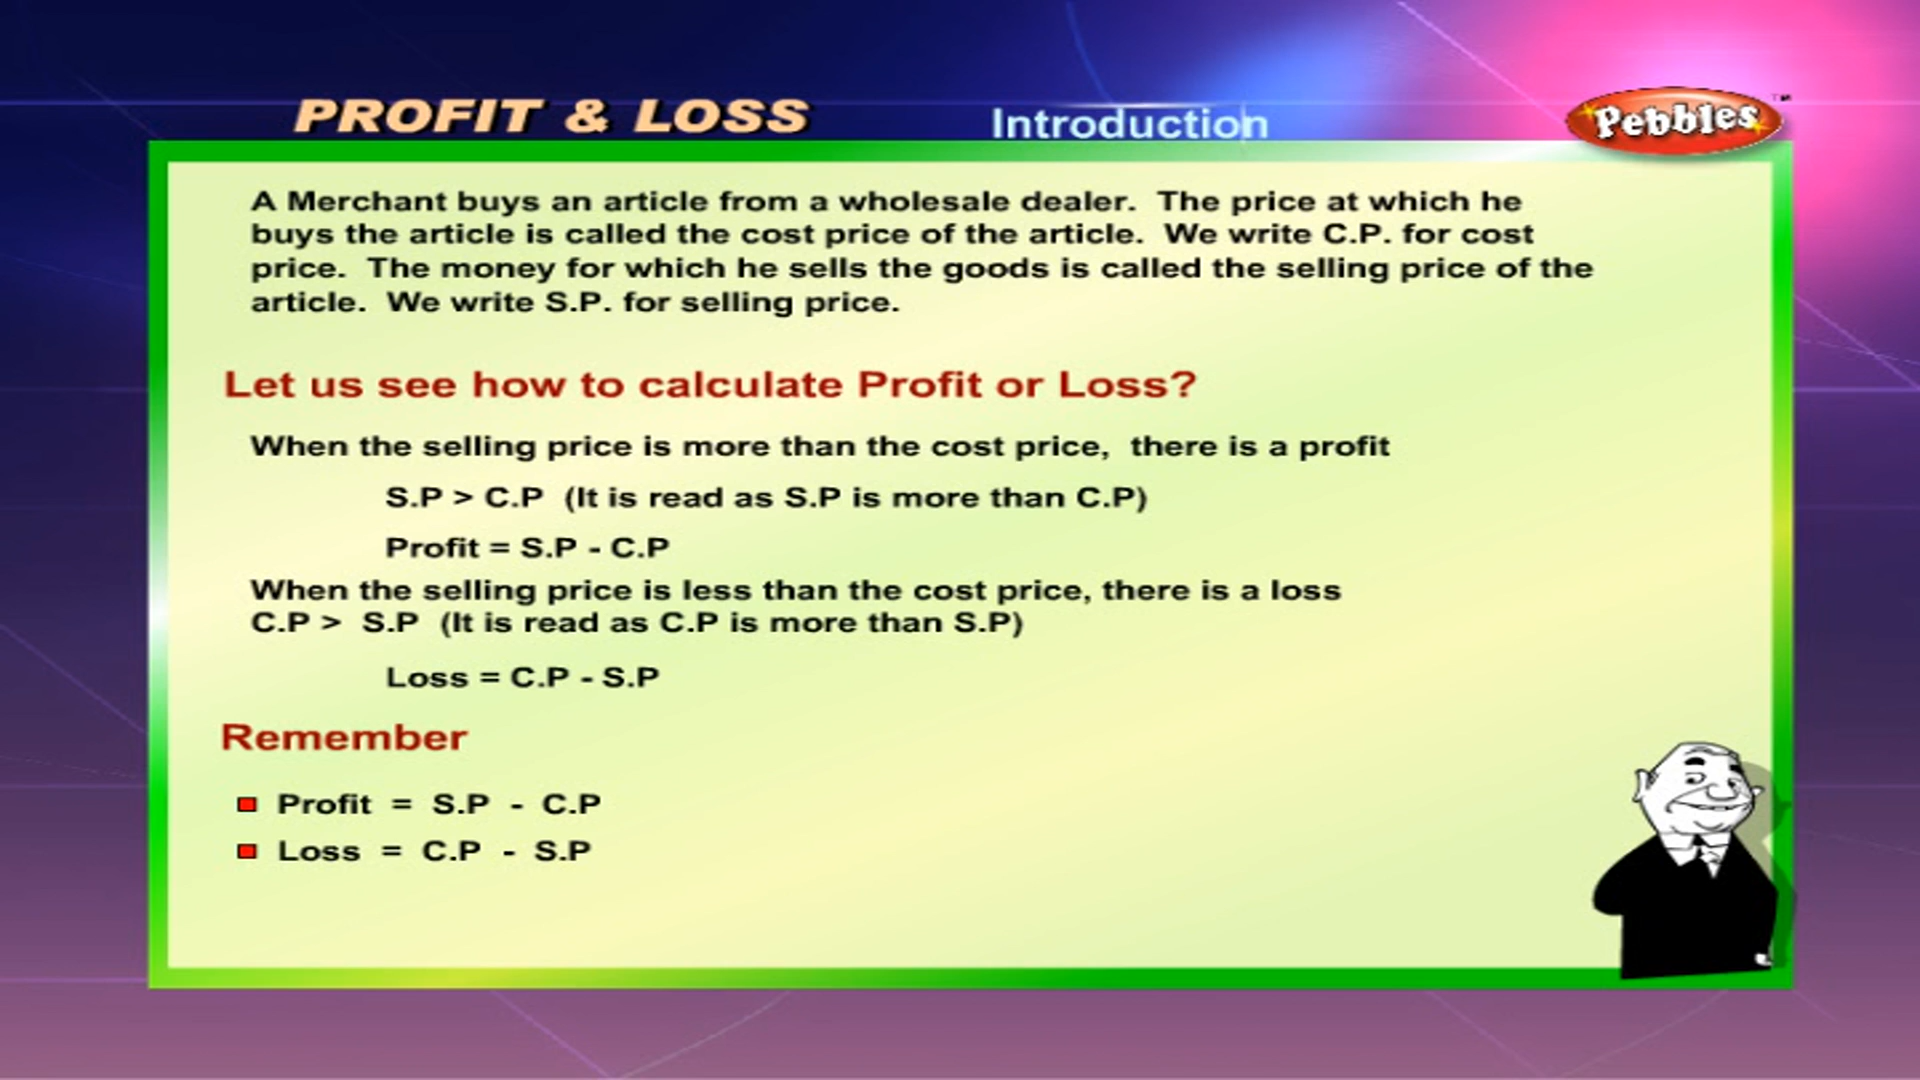 PROFIT & LOSS
Introduction
Pebbles™
A Merchant buys an article from a wholesale dealer. The price at which he
buys the article is called the cost price of the article. We write C.P. for cost
price. The money for which he sells the goods is called the selling price of the
article. We write S.P. for selling price.
Let us see how to calculate Profit or Loss?
When the selling price is more than the cost price, there is a profit
S.P > C.P (It is read as S.P is more than C.P)
Profit = S.P - C.P
When the selling price is less than the cost price, there is a loss
C.P > S.P (It is read as C.P is more than S.P)
Loss = C.P - S.P
Remember
Profit = S.P - C.P
Loss = C.P - S.P